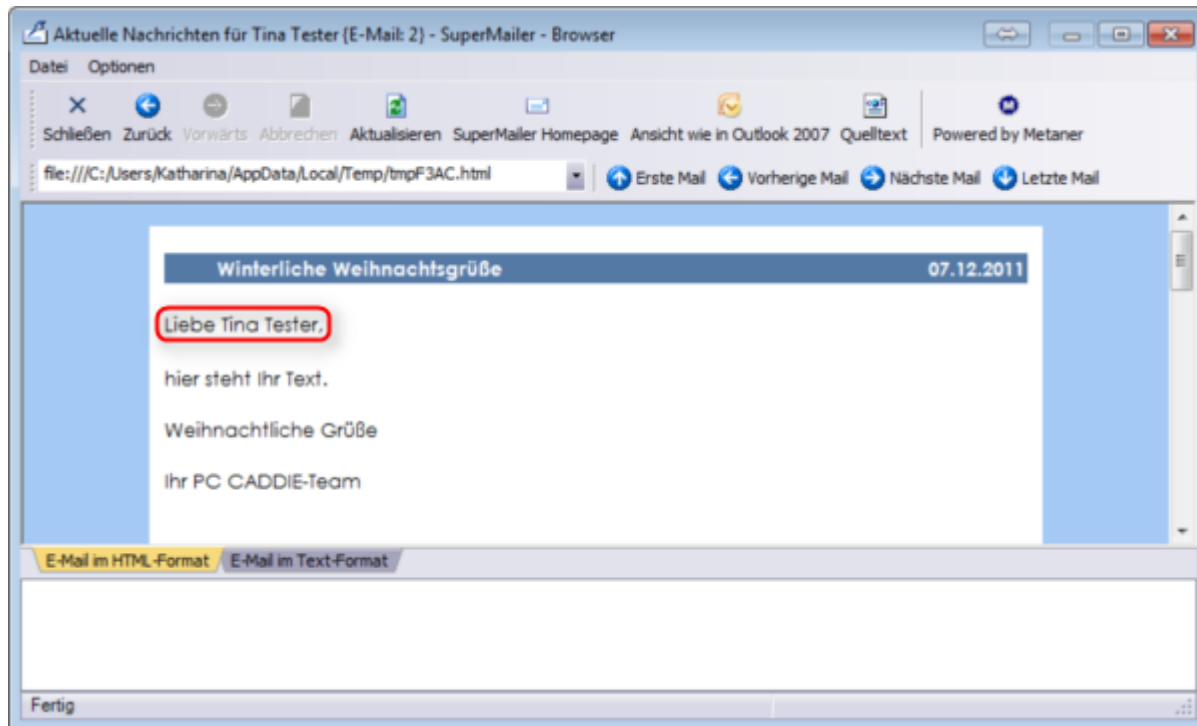 Aktuelle Nachrichten für Tina Tester {E-Mail: 2} - SuperMailer - Browser
Datei Optionen
Schließen Zurück Vorwärts Abbrechen Aktualisieren SuperMailer Homepage Ansicht wie in Outlook 2007 Quelltext Powered by Metaner
file:///C:/Users/Katharina/AppData/Local/Temp/tmpF3AC.html Erste Mail Vorherige Mail Nächste Mail Letzte Mail
Winterliche Weihnachtsgrüße 07.12.2011
Liebe Tina Tester,
hier steht Ihr Text.
Weihnachtliche Grüße
Ihr PC CADDIE-Team
E-Mail im HTML-Format E-Mail im Text-Format
Fertig